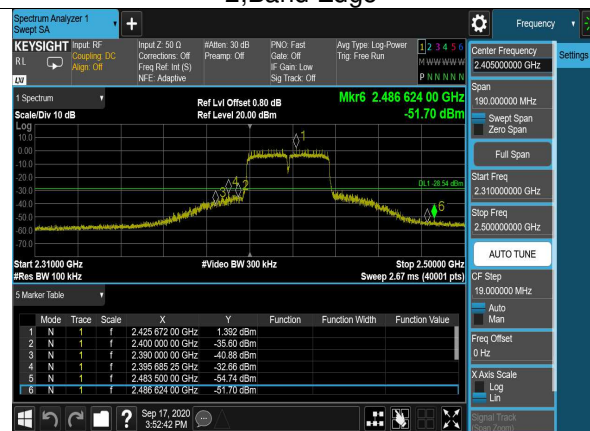 2,Band Edge
Spectrum Analyzer 1
Swept SA
Frequency
KEYSIGHT
RL
LXI
Input: RF
Coupling: DC
Align: Off
Input Z: 50 Ω
Corrections: Off
Freq Ref: Int (S)
NFE: Adaptive
#Atten: 30 dB
Preamp: Off
PNO: Fast
Gate: Off
IF Gain: Low
Sig Track: Off
Avg Type: Log-Power
Trig: Free Run
1 2 3 4 5 6
M W W W W W
P N N N N N
Center Frequency
2.405000000 GHz
Settings
1 Spectrum
Scale/Div 10 dB
Ref Lvl Offset 0.80 dB
Ref Level 20.00 dBm
Mkr6 2.486 624 00 GHz
-51.70 dBm
Span
190.000000 MHz
Swept Span
Zero Span
Full Span
Start Freq
2.310000000 GHz
Stop Freq
2.500000000 GHz
AUTO TUNE
CF Step
19.000000 MHz
Auto
Man
Freq Offset
0 Hz
X Axis Scale
Log
Lin
Signal Track
(Span Zoom)
Log
10.0
0.00
-10.0
-20.0
-30.0
-40.0
-50.0
-60.0
-70.0
1
DL1 -28.54 dBm
3 4 2
6
Start 2.31000 GHz
#Res BW 100 kHz
#Video BW 300 kHz
Stop 2.50000 GHz
Sweep 2.67 ms (40001 pts)
5 Marker Table
Mode Trace Scale X Y Function Function Width Function Value
1 N 1 f 2.425 672 00 GHz 1.392 dBm
2 N 1 f 2.400 000 00 GHz -35.60 dBm
3 N 1 f 2.390 000 00 GHz -40.88 dBm
4 N 1 f 2.395 685 25 GHz -32.66 dBm
5 N 1 f 2.483 500 00 GHz -54.74 dBm
6 N 1 f 2.486 624 00 GHz -51.70 dBm
?
Sep 17, 2020
3:52:42 PM